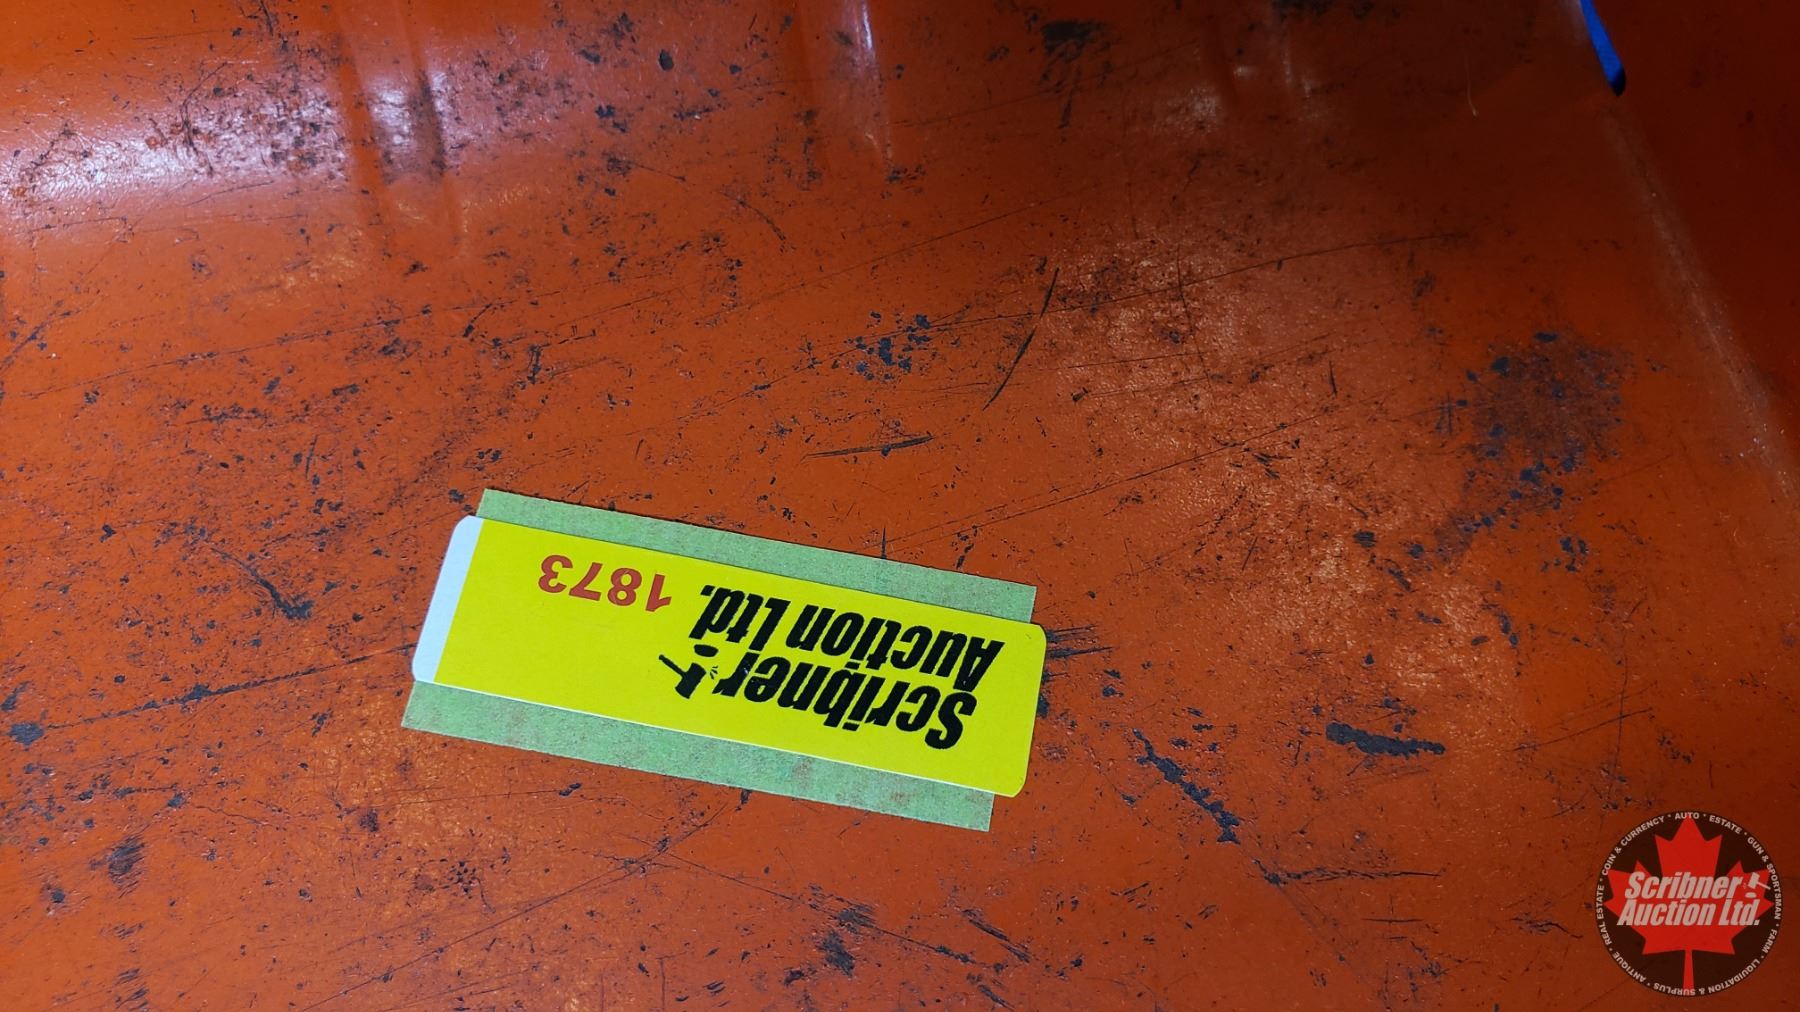 Scribner
Auction Ltd.
1873
Scribner
Auction Ltd.
REAL ESTATE • COIN & CURRENCY • AUTO • ESTATE • GUN & SPORTSMAN • FARM • LIQUIDATION & SURPLUS • ANTIQUE •